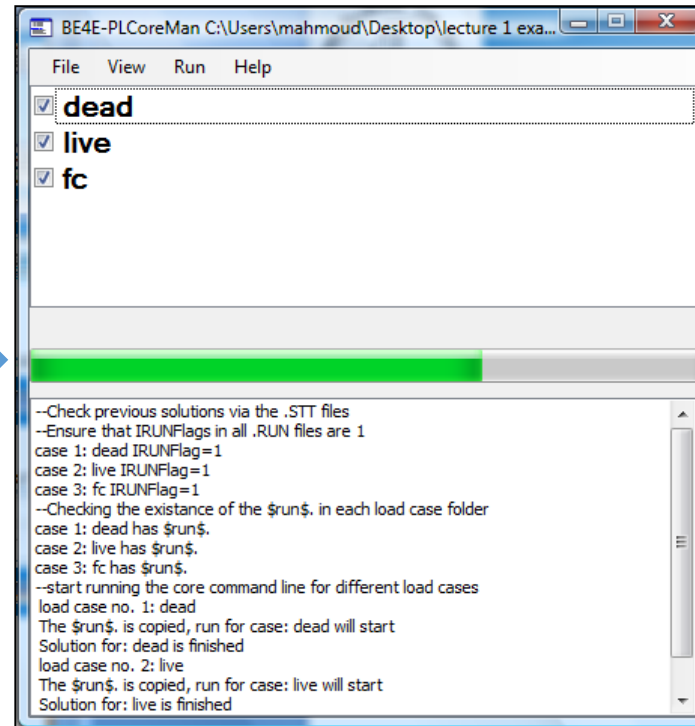 BE4E-PLCoreMan C:\Users\mahmoud\Desktop\lecture 1 exa...
File View Run Help
dead
live
fc
--Check previous solutions via the .STT files
--Ensure that IRUNFlags in all .RUN files are 1
case 1: dead IRUNFlag=1
case 2: live IRUNFlag=1
case 3: fc IRUNFlag=1
--Checking the existance of the $run$. in each load case folder
case 1: dead has $run$.
case 2: live has $run$.
case 3: fc has $run$.
--start running the core command line for different load cases
load case no. 1: dead
The $run$. is copied, run for case: dead will start
Solution for: dead is finished
load case no. 2: live
The $run$. is copied, run for case: live will start
Solution for: live is finished